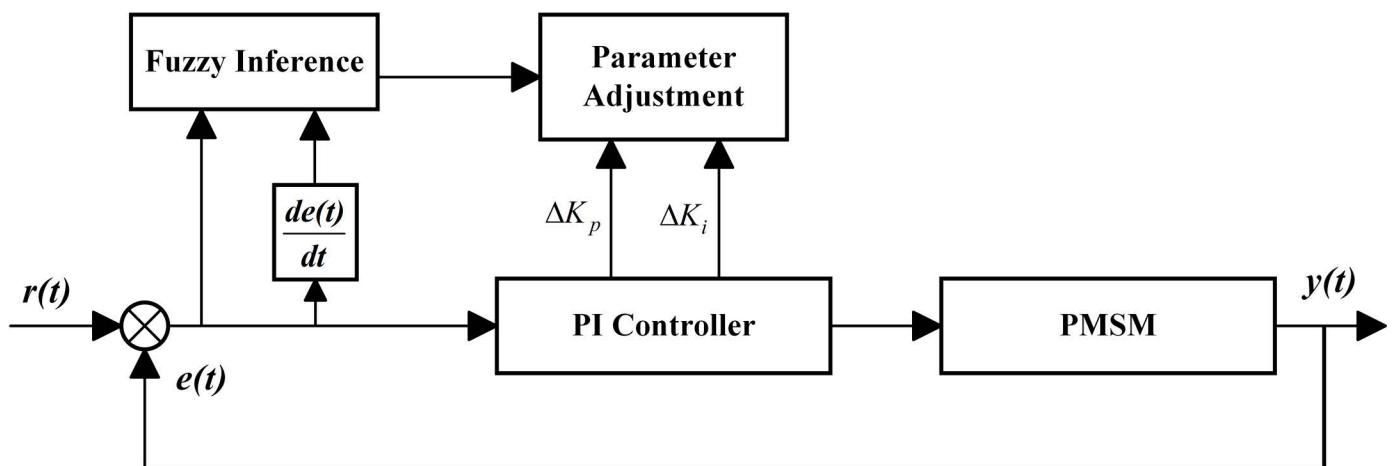 Fuzzy Inference
Parameter
Adjustment
de(t)
dt
ΔK_p
ΔK_i
r(t)
e(t)
PI Controller
PMSM
y(t)